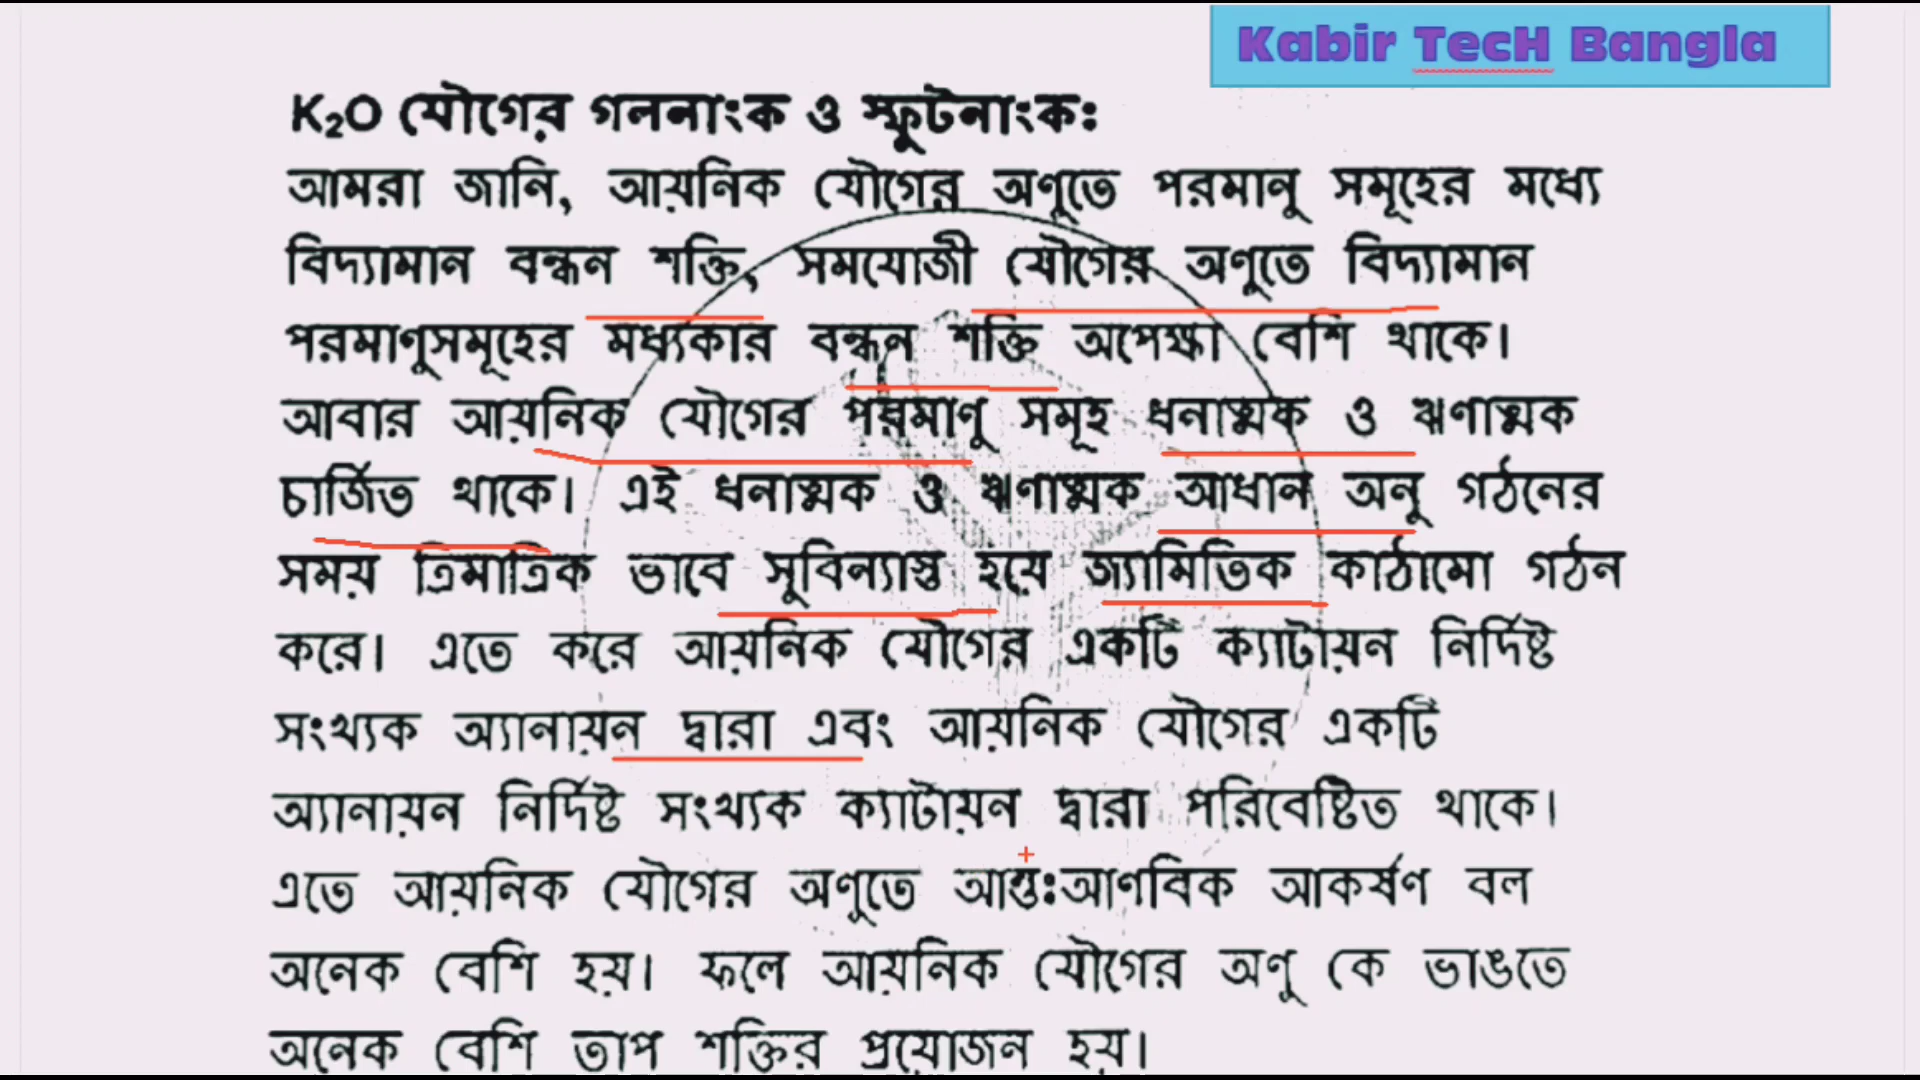 Kabir TecH Bangla
K₂O যৌগের গলনাংক ও স্ফুটনাংকঃ
আমরা জানি, আয়নিক যৌগের অণুতে পরমানু সমূহের মধ্যে
বিদ্যামান বন্ধন শক্তি, সমযোজী যৌগের অণুতে বিদ্যামান
পরমাণুসমূহের মধ্যকার বন্ধন শক্তি অপেক্ষা বেশি থাকে।
আবার আয়নিক যৌগের পরমাণু সমূহ ধনাত্মক ও ঋণাত্মক
চার্জিত থাকে। এই ধনাত্মক ও ঋণাত্মক আধান অনু গঠনের
সময় ত্রিমাত্রিক ভাবে সুবিন্যাস্ত হয়ে জ্যামিতিক কাঠামো গঠন
করে। এতে করে আয়নিক যৌগের একটি ক্যাটায়ন নির্দিষ্ট
সংখ্যক অ্যানায়ন দ্বারা এবং আয়নিক যৌগের একটি
অ্যানায়ন নির্দিষ্ট সংখ্যক ক্যাটায়ন দ্বারা পরিবেষ্টিত থাকে।
এতে আয়নিক যৌগের অণুতে আন্তঃআণবিক আকর্ষণ বল
অনেক বেশি হয়। ফলে আয়নিক যৌগের অণু কে ভাঙতে
অনেক বেশি তাপ শক্তির প্রয়োজন হয়।